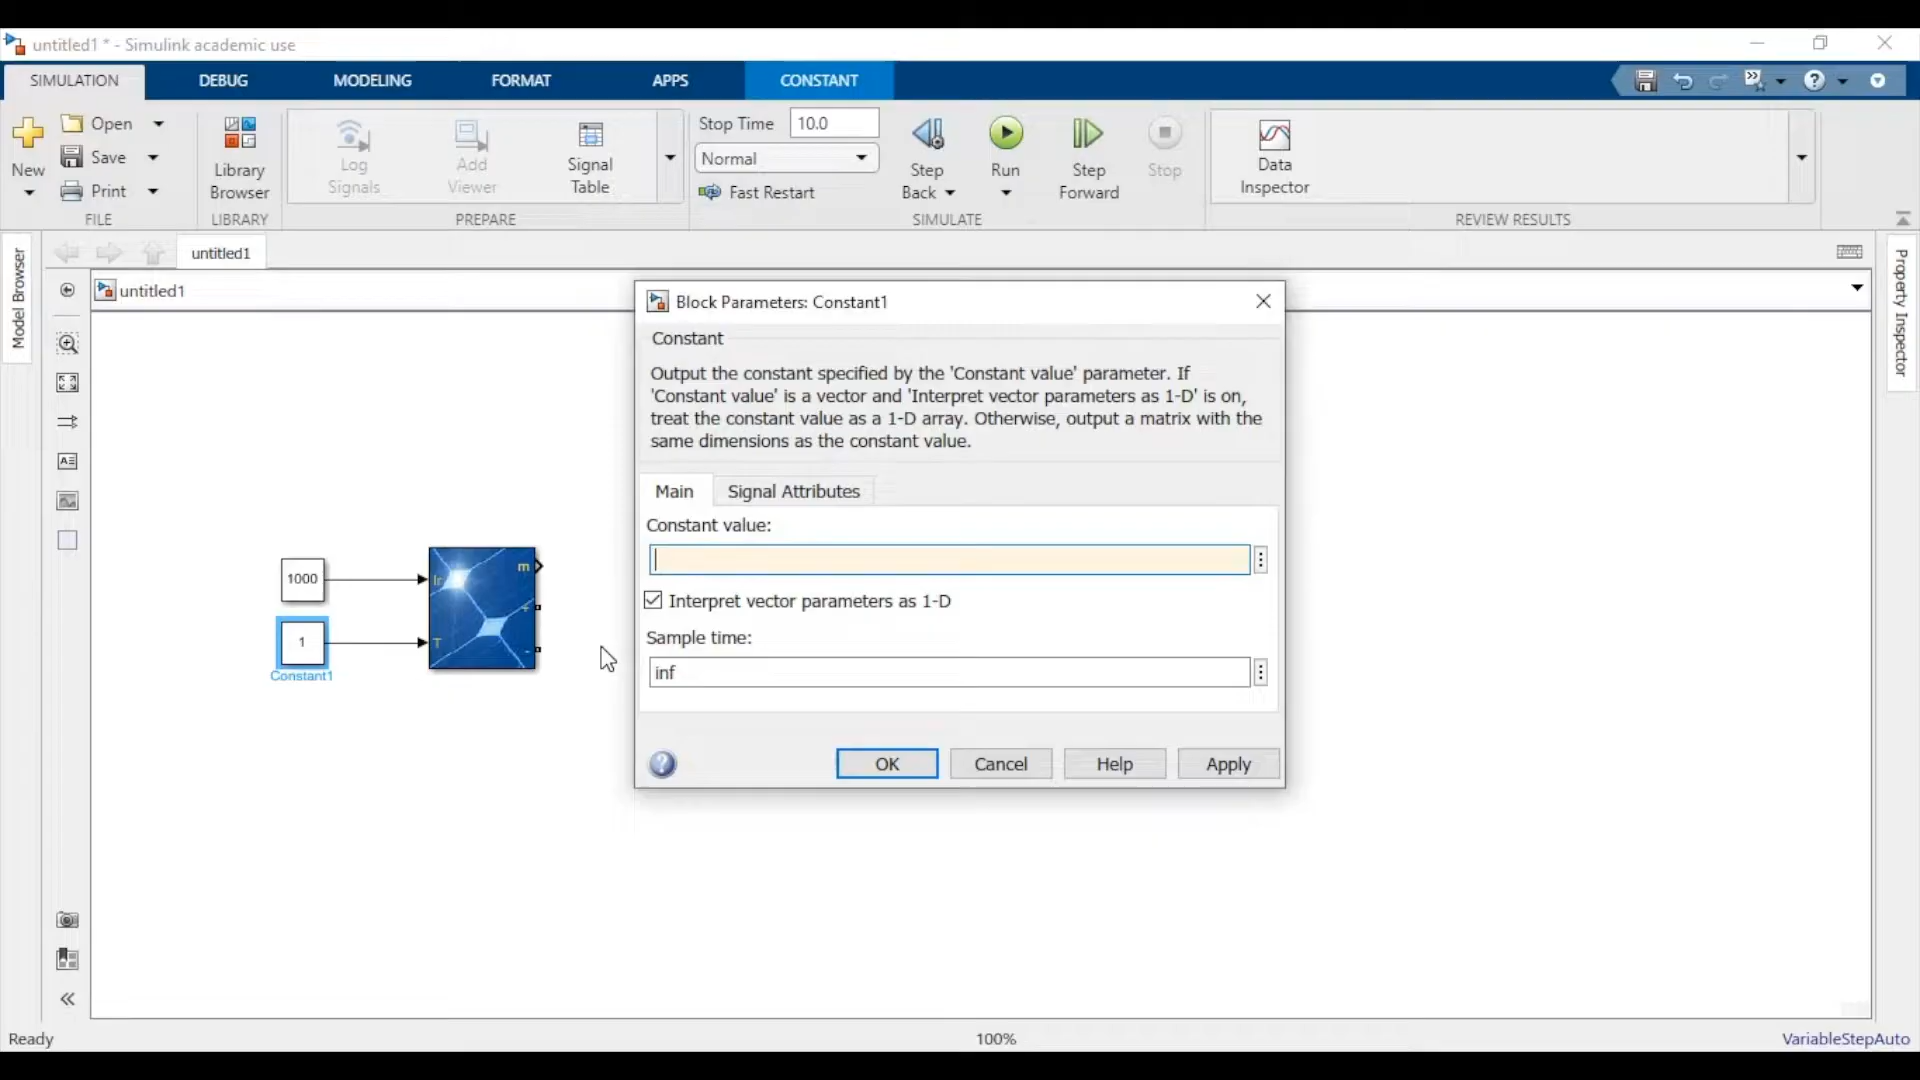 untitled1 * - Simulink academic use
SIMULATION
DEBUG
MODELING
FORMAT
APPS
CONSTANT
New
Open
Save
Print
FILE
Library
Browser
LIBRARY
Log
Signals
Add
Viewer
Signal
Table
PREPARE
Stop Time 10.0
Normal
Fast Restart
Step
Back
Run
Step
Forward
Stop
SIMULATE
Data
Inspector
REVIEW RESULTS
Model Browser
untitled1
untitled1
Property Inspector
Block Parameters: Constant1
Constant
Output the constant specified by the 'Constant value' parameter. If
'Constant value' is a vector and 'Interpret vector parameters as 1-D' is on,
treat the constant value as a 1-D array. Otherwise, output a matrix with the
same dimensions as the constant value.
Main
Signal Attributes
Constant value:
Interpret vector parameters as 1-D
Sample time:
inf
OK
Cancel
Help
Apply
1000
Ir
m
+
1
T
-
Constant1
Ready
100%
VariableStepAuto